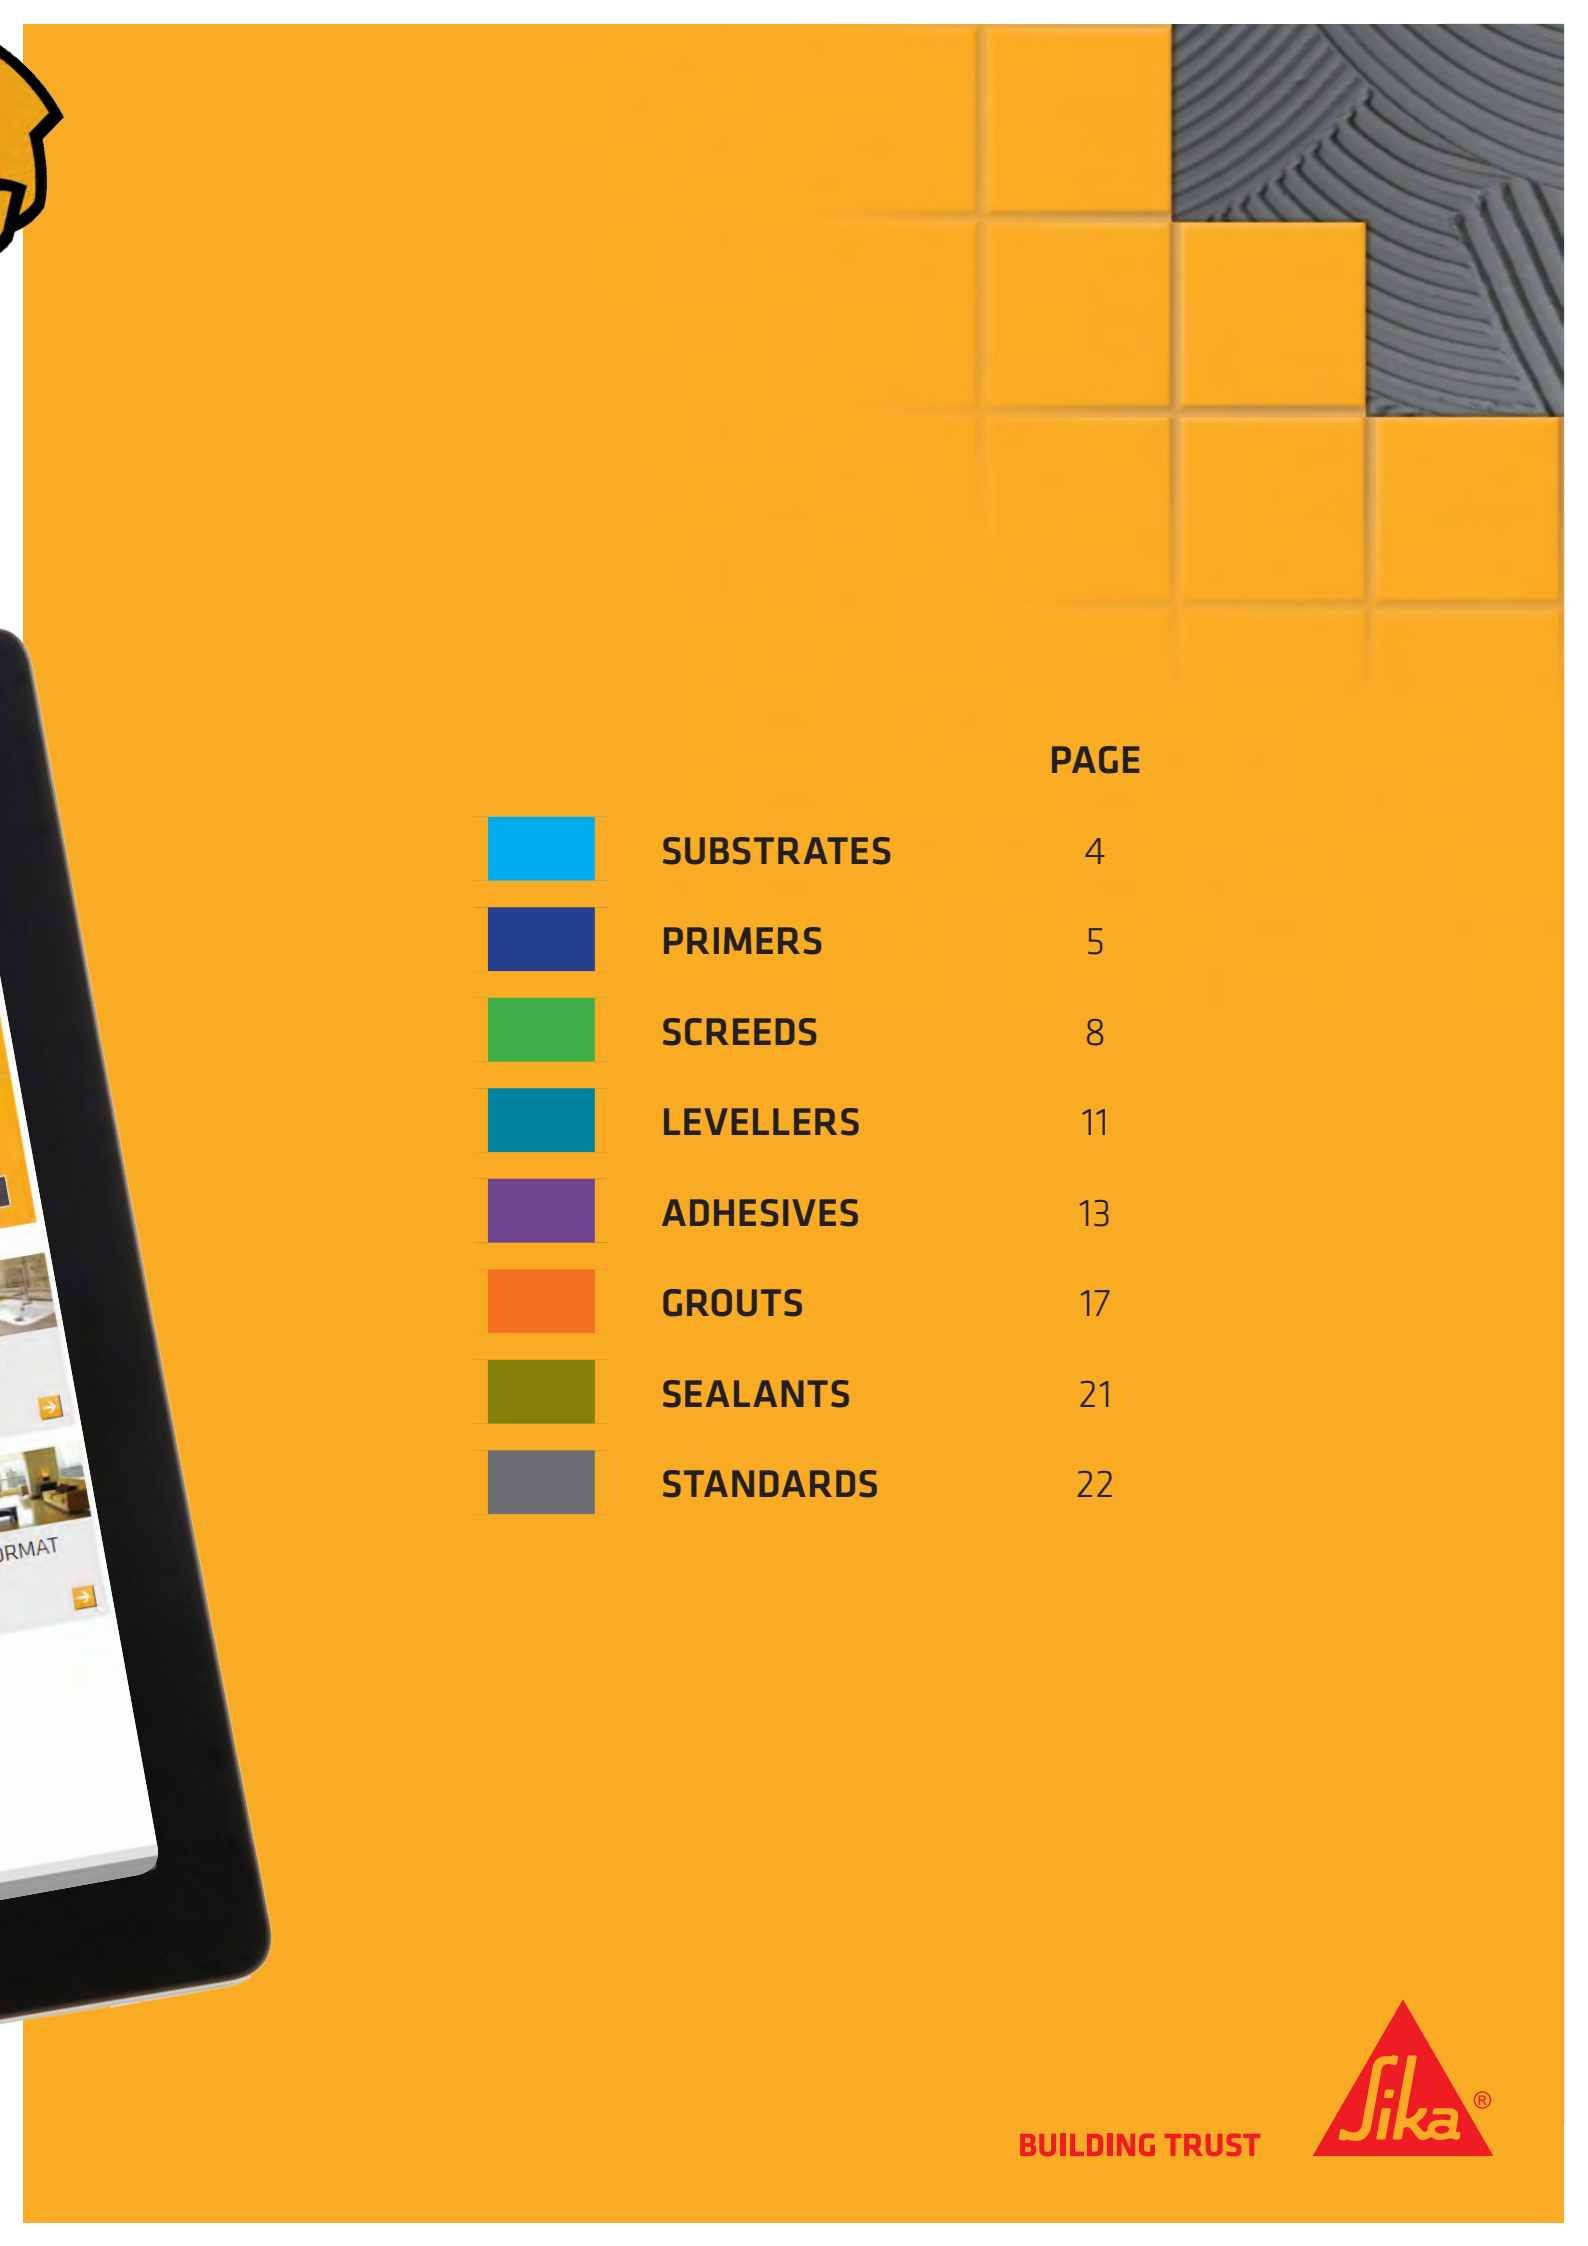 PAGE
SUBSTRATES 4
PRIMERS 5
SCREEDS 8
LEVELLERS 11
ADHESIVES 13
GROUTS 17
SEALANTS 21
STANDARDS 22
ORMAT
BUILDING TRUST
Sika®